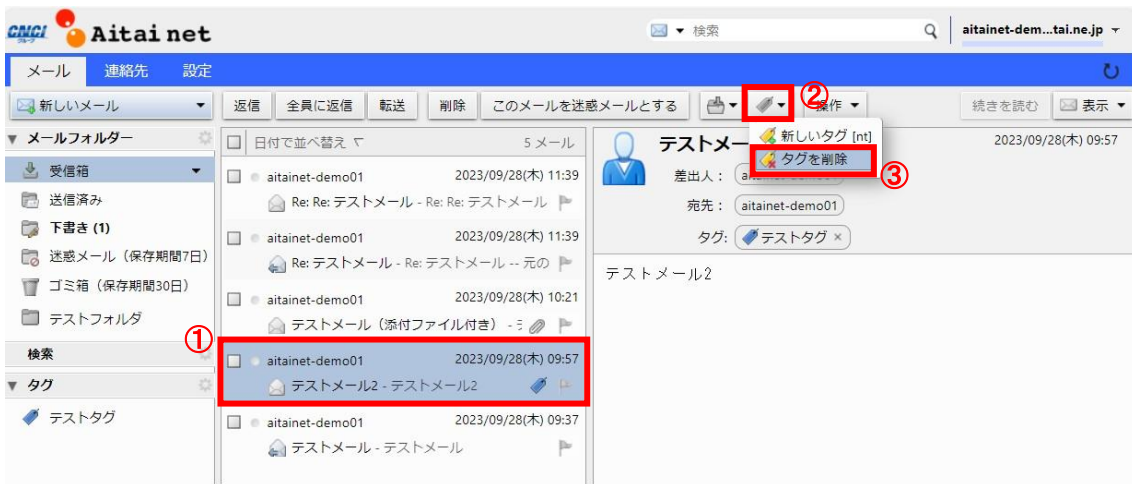 CNCI グループ Aitai net
検索
aitainet-dem...tai.ne.jp
メール 連絡先 設定
新しいメール
返信 全員に返信 転送 削除 このメールを迷惑メールとする ② 操作 続きを読む 表示
メールフォルダー
受信箱
送信済み
下書き (1)
迷惑メール（保存期間7日）
ゴミ箱（保存期間30日）
テストフォルダ
検索
タグ
テストタグ
日付で並べ替え 5 メール
aitainet-demo01 2023/09/28(木) 11:39
Re: Re: テストメール - Re: Re: テストメール
aitainet-demo01 2023/09/28(木) 11:39
Re: テストメール - Re: テストメール -- 元の
aitainet-demo01 2023/09/28(木) 10:21
テストメール（添付ファイル付き） -
①
aitainet-demo01 2023/09/28(木) 09:57
テストメール2 - テストメール2
aitainet-demo01 2023/09/28(木) 09:37
テストメール - テストメール
新しいタグ [nt]
タグを削除
③
テストメー 2023/09/28(木) 09:57
差出人：
宛先： aitainet-demo01
タグ: テストタグ ×
テストメール2